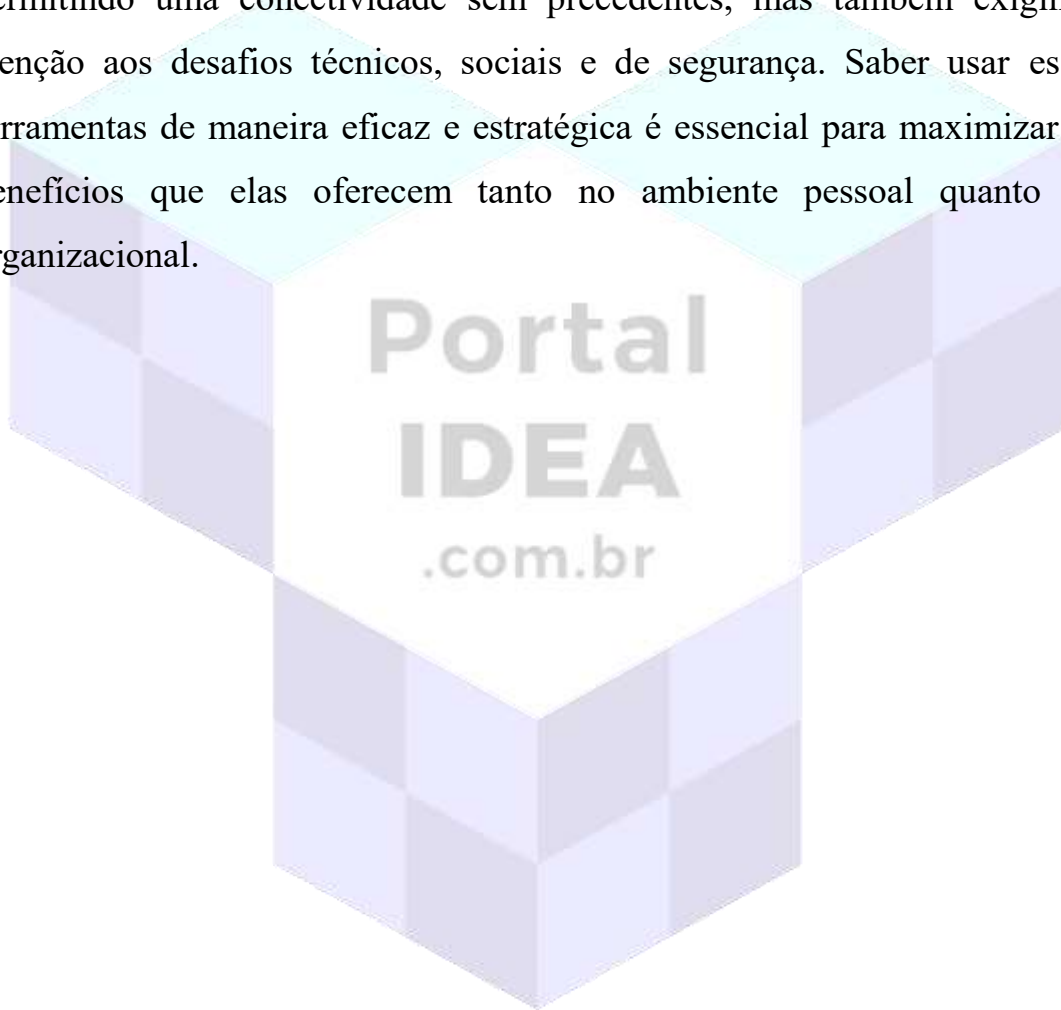 ermitindo uma conectividade sem precedentes, mas também exigin
enção aos desafios técnicos, sociais e de segurança. Saber usar es
rramentas de maneira eficaz e estratégica é essencial para maximizar
enefícios que elas oferecem tanto no ambiente pessoal quanto
rganizacional.
Portal
IDEA
.com.br